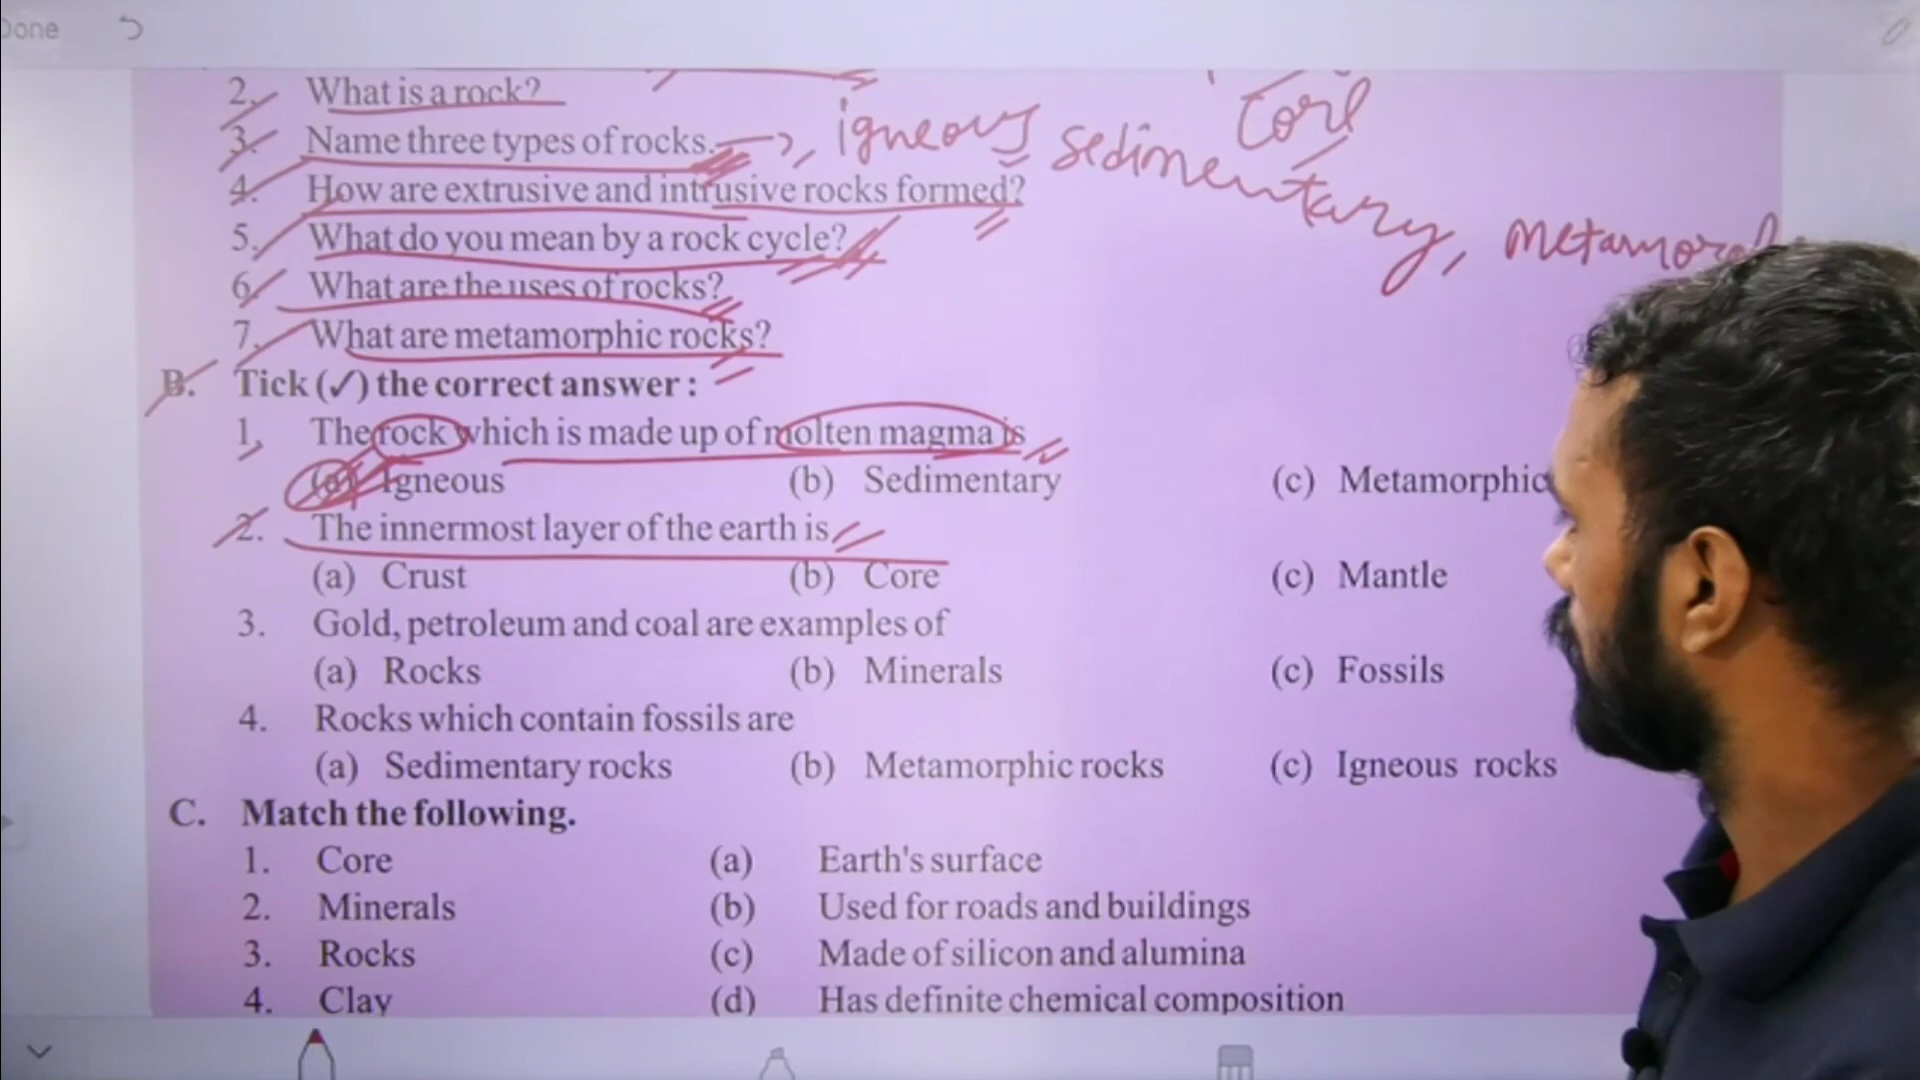 Done
2. What is a rock?
3. Name three types of rocks. igneous sedimentary,
4. How are extrusive and intrusive rocks formed?
5. What do you mean by a rock cycle?
6. What are the uses of rocks?
7. What are metamorphic rocks?
B. Tick (✓) the correct answer :
1. The rock which is made up of molten magma is
(a) Igneous (b) Sedimentary (c) Metamorphic
2. The innermost layer of the earth is
(a) Crust (b) Core (c) Mantle
3. Gold, petroleum and coal are examples of
(a) Rocks (b) Minerals (c) Fossils
4. Rocks which contain fossils are
(a) Sedimentary rocks (b) Metamorphic rocks (c) Igneous rocks
C. Match the following.
1. Core (a) Earth's surface
2. Minerals (b) Used for roads and buildings
3. Rocks (c) Made of silicon and alumina
4. Clay (d) Has definite chemical composition